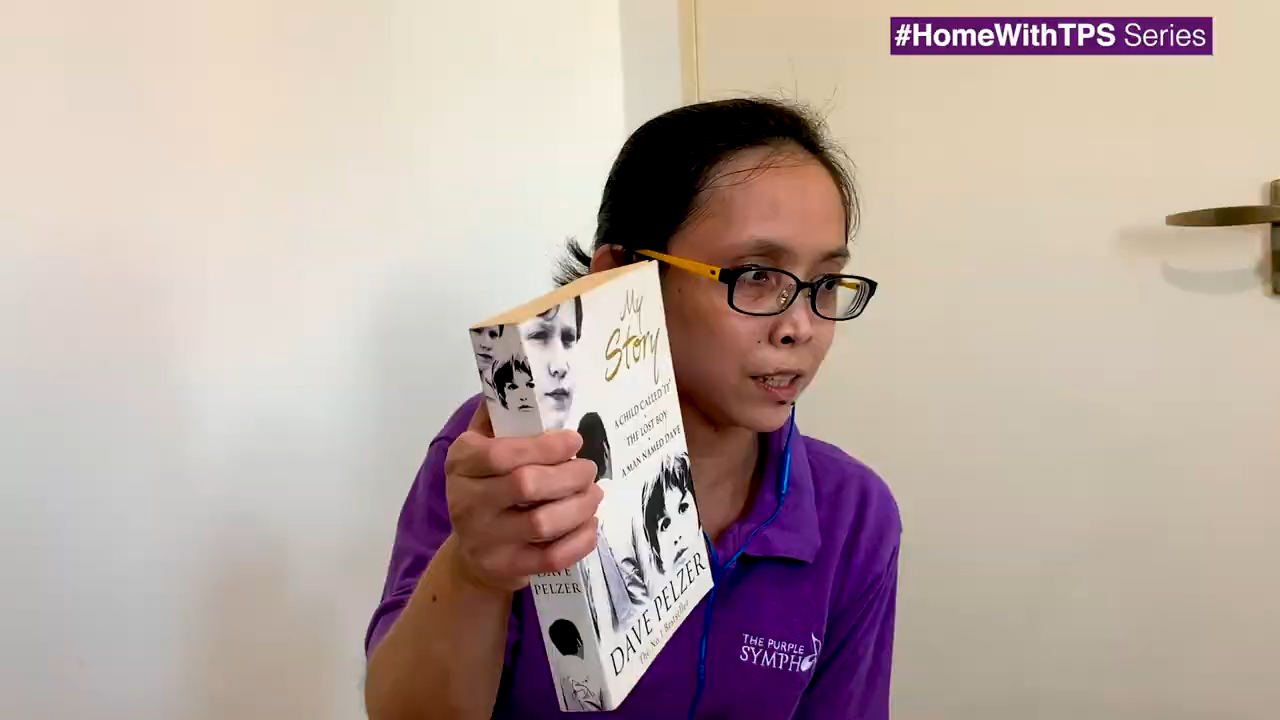 #HomeWithTPS Series
My
Story
A CHILD CALLED 'IT'
THE LOST BOY
A MAN NAMED DAVE
DAVE PELZER
The No.1 Bestseller
DAVE
PELZER
THE PURPLE
SYMPHO